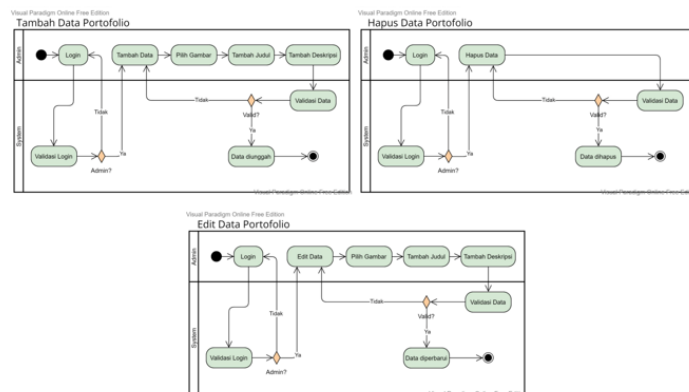 Visual Paradigm Online Free Edition
Tambah Data Portofolio
Admin
Login
Tambah Data
Pilih Gambar
Tambah Judul
Tambah Deskripsi
System
Tidak
Tidak
Valid?
Validasi Data
Ya
Validasi Login
Admin?
Ya
Data diunggah
Visual Paradigm Online Free Edition
Visual Paradigm Online Free Edition
Hapus Data Portofolio
Admin
Login
Hapus Data
System
Tidak
Tidak
Valid?
Validasi Data
Ya
Validasi Login
Admin?
Ya
Data dihapus
Visual Paradigm Online Free Edit
Visual Paradigm Online Free Edition
Edit Data Portofolio
Admin
Login
Edit Data
Pilih Gambar
Tambah Judul
Tambah Deskripsi
System
Tidak
Tidak
Valid?
Validasi Data
Ya
Validasi Login
Admin?
Ya
Data diperbarui